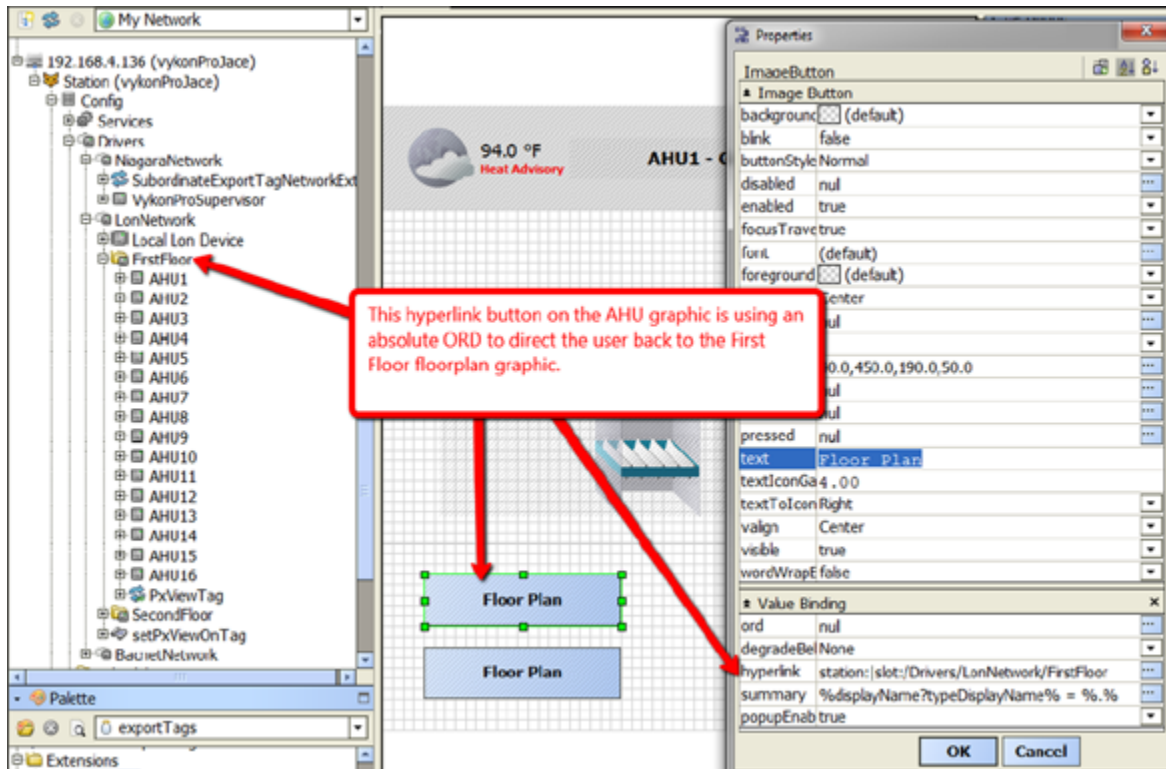 My Network
192.168.4.136 (vykonProJace)
Station (vykonProJace)
Config
Services
Drivers
NiagaraNetwork
SubordinateExportTagNetworkExt
VykonProSupervisor
LonNetwork
Local Lon Device
FirstFloor
AHU1
AHU2
AHU3
AHU4
AHU5
AHU6
AHU7
AHU8
AHU9
AHU10
AHU11
AHU12
AHU13
AHU14
AHU15
AHU16
PxViewTag
SecondFloor
setPxViewOnTag
BacnetNetwork
Palette
exportTags
Extensions
94.0 °F
Heat Advisory
AHU1 -
This hyperlink button on the AHU graphic is using an
absolute ORD to direct the user back to the First
Floor floorplan graphic.
Floor Plan
Floor Plan
Properties
ImageButton
Image Button
background (default)
blink false
buttonStyle Normal
disabled null
enabled true
focusTrave true
font (default)
foreground (default)
Center
null
0.0,450.0,190.0,50.0
null
null
pressed null
text Floor Plan
textIconGa 4.00
textToIcon Right
valign Center
visible true
wordWrapE false
Value Binding
ord null
degradeBel None
hyperlink station:|slot:/Drivers/LonNetwork/FirstFloor
summary %displayName?typeDisplayName% = %.%
popupEnab true
OK Cancel